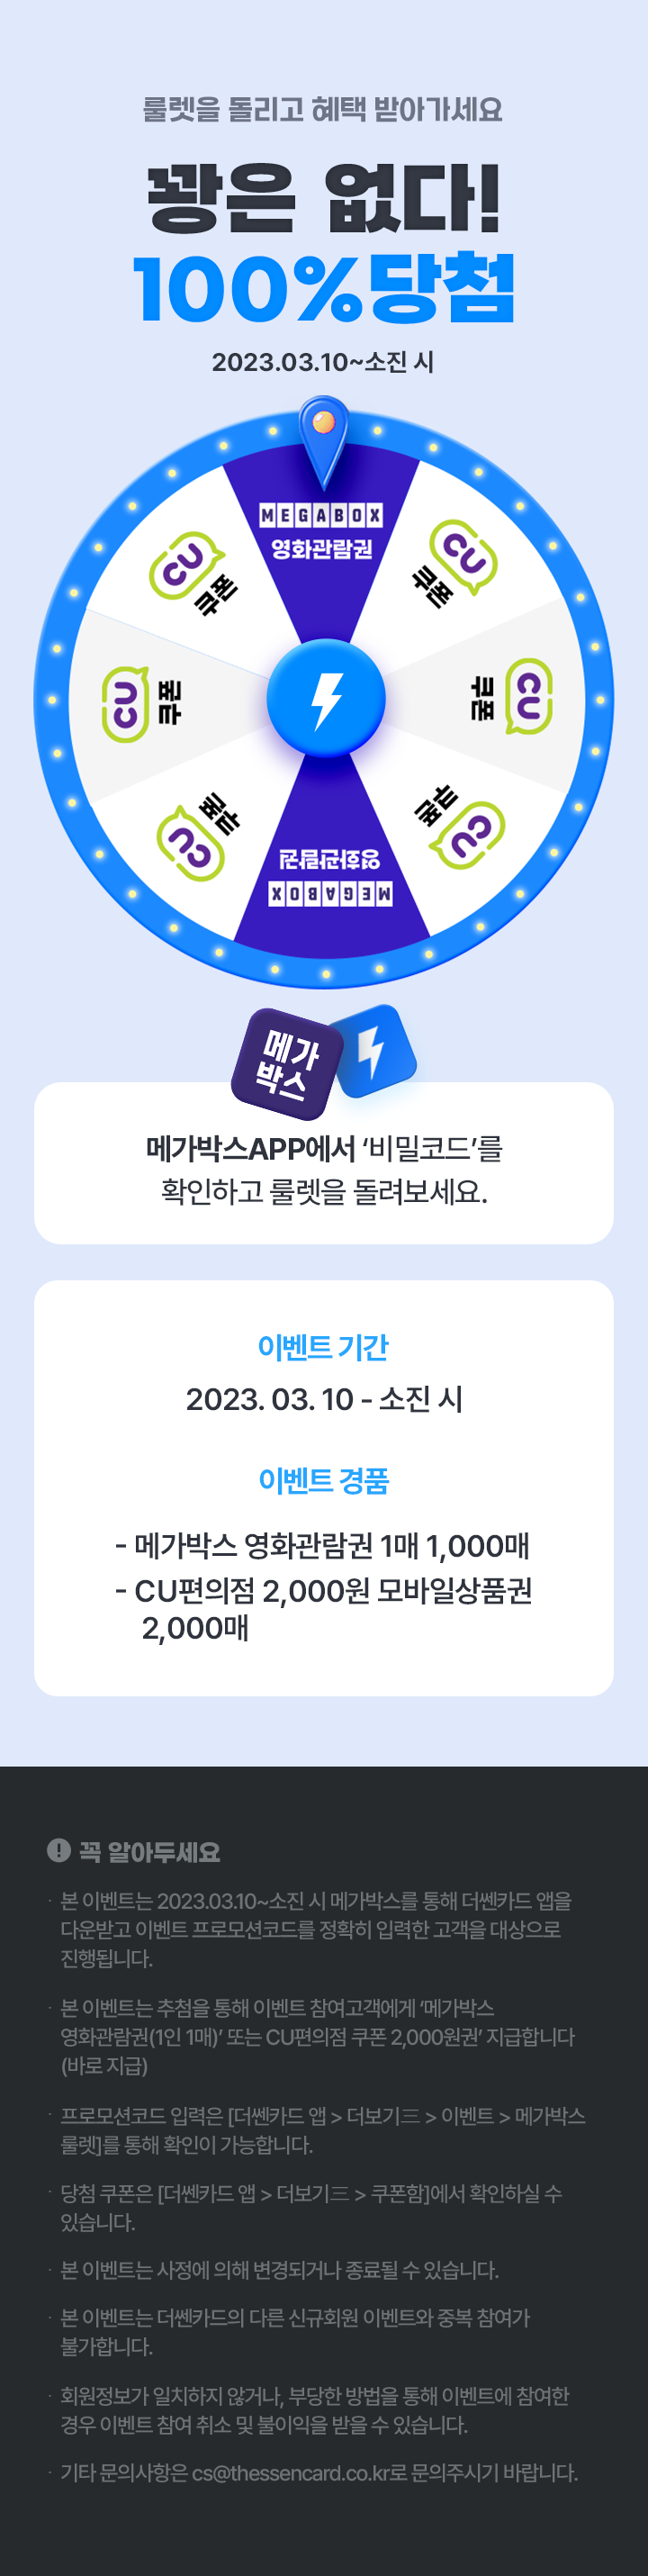 룰렛을 돌리고 혜택 받아가세요
꽝은 없다!
100%당첨
2023.03.10~소진 시
MEGABOX
영화관람권
CU
쿠폰
CU
쿠폰
CU
쿠폰
CU
쿠폰
CU
쿠폰
CU
쿠폰
영화관람권
MEGABOX
메가
박스
메가박스APP에서 ‘비밀코드’를
확인하고 룰렛을 돌려보세요.
이벤트 기간
2023. 03. 10 - 소진 시
이벤트 경품
- 메가박스 영화관람권 1매 1,000매
- CU편의점 2,000원 모바일상품권
2,000매
꼭 알아두세요
· 본 이벤트는 2023.03.10~소진 시 메가박스를 통해 더쎈카드 앱을
다운받고 이벤트 프로모션코드를 정확히 입력한 고객을 대상으로
진행됩니다.
· 본 이벤트는 추첨을 통해 이벤트 참여고객에게 ‘메가박스
영화관람권(1인 1매)’ 또는 CU편의점 쿠폰 2,000원권’ 지급합니다
(바로 지급)
· 프로모션코드 입력은 [더쎈카드 앱 > 더보기三 > 이벤트 > 메가박스
룰렛]를 통해 확인이 가능합니다.
· 당첨 쿠폰은 [더쎈카드 앱 > 더보기三 > 쿠폰함]에서 확인하실 수
있습니다.
· 본 이벤트는 사정에 의해 변경되거나 종료될 수 있습니다.
· 본 이벤트는 더쎈카드의 다른 신규회원 이벤트와 중복 참여가
불가합니다.
· 회원정보가 일치하지 않거나, 부당한 방법을 통해 이벤트에 참여한
경우 이벤트 참여 취소 및 불이익을 받을 수 있습니다.
· 기타 문의사항은 cs@thessencard.co.kr로 문의주시기 바랍니다.